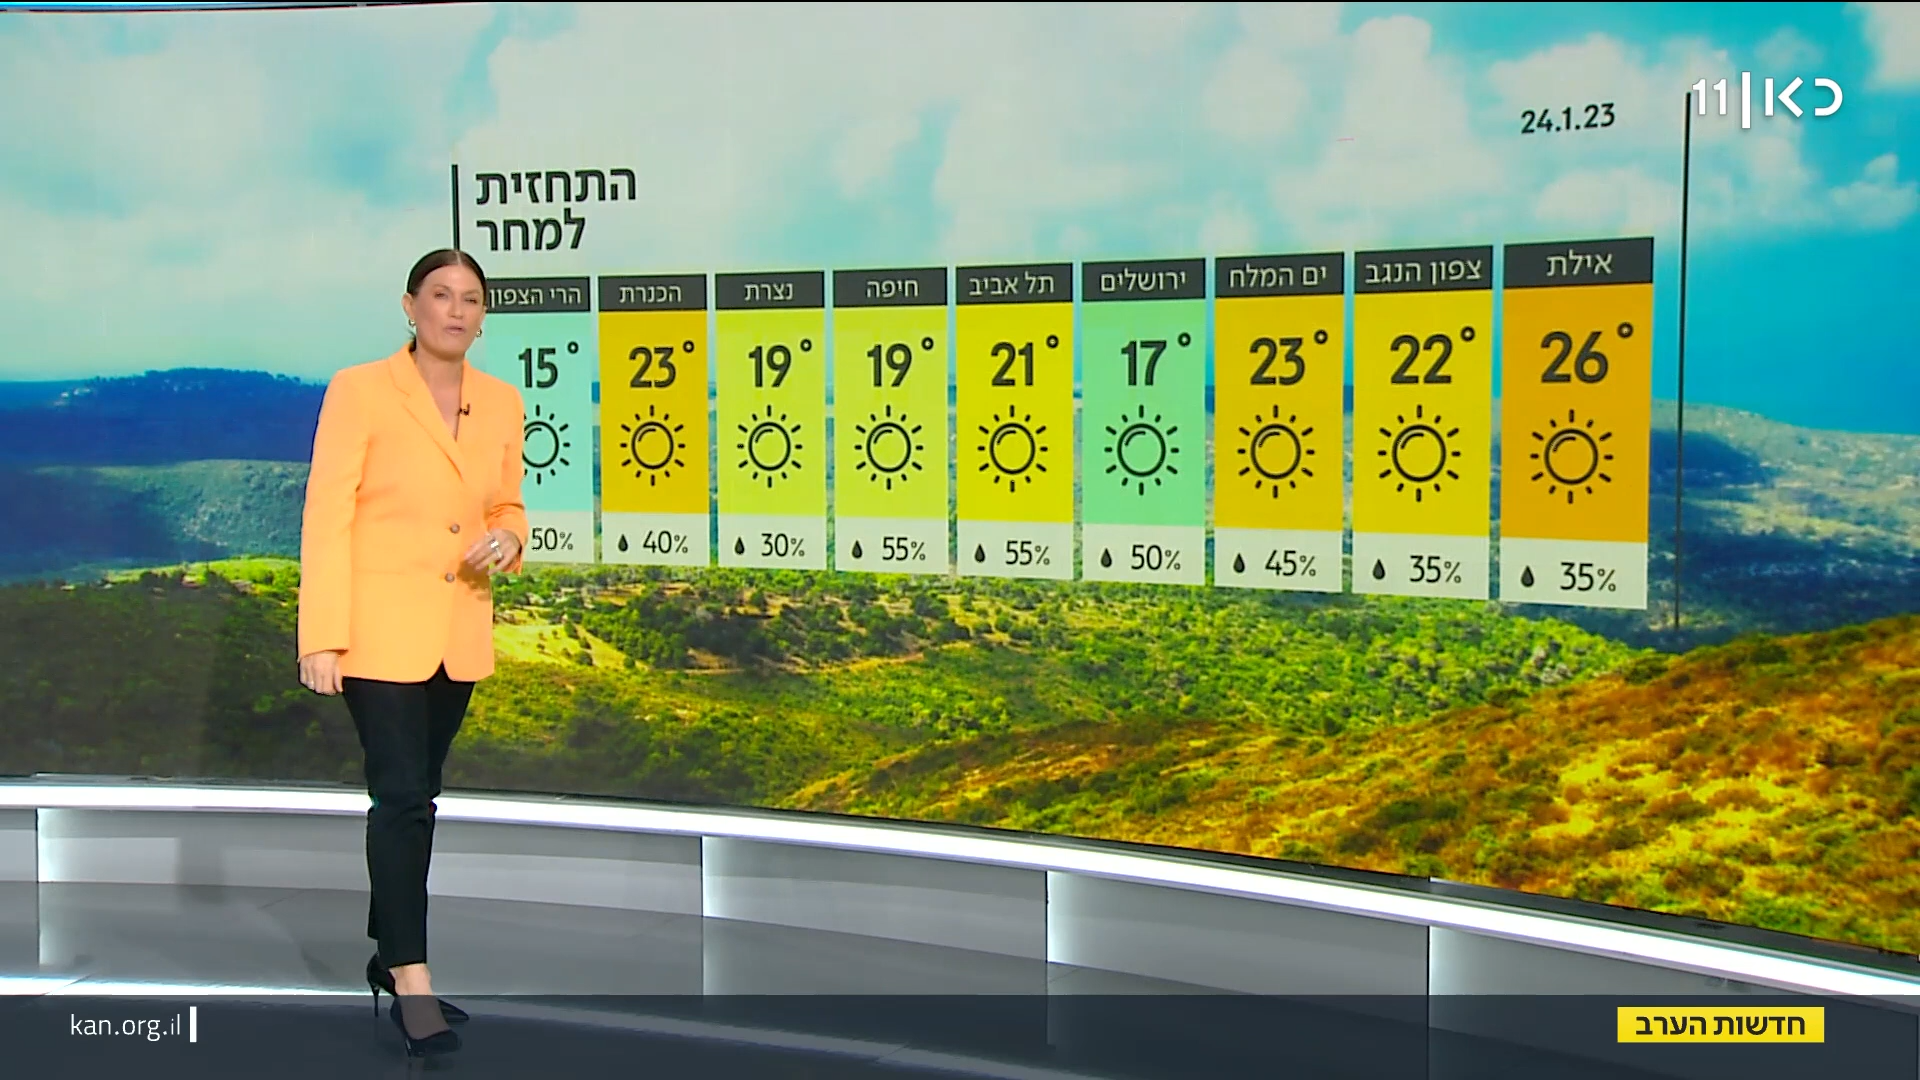 כאן 11
24.1.23
התחזית
למחר
הרי הצפון הכנרת נצרת חיפה תל אביב ירושלים ים המלח צפון הנגב אילת
15° 23° 19° 19° 21° 17° 23° 22° 26°
50% 40% 30% 55% 55% 50% 45% 35% 35%
kan.org.il
חדשות הערב